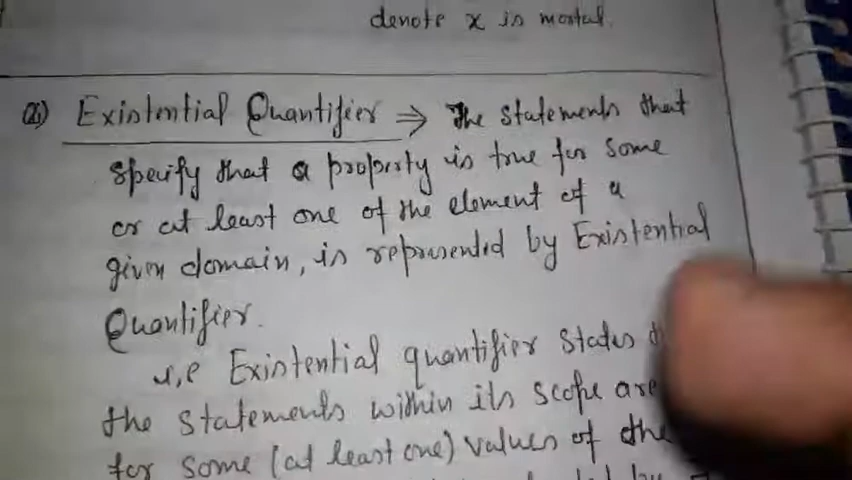 denote x is mortal.
(2) Existential Quantifier ⇒ The statements that
specify that a property is true for some
or at least one of the element of a
given domain, is represented by Existential
Quantifier.
i,e Existential quantifier states
the statements within its scope are
for some (at least one) values of the
by